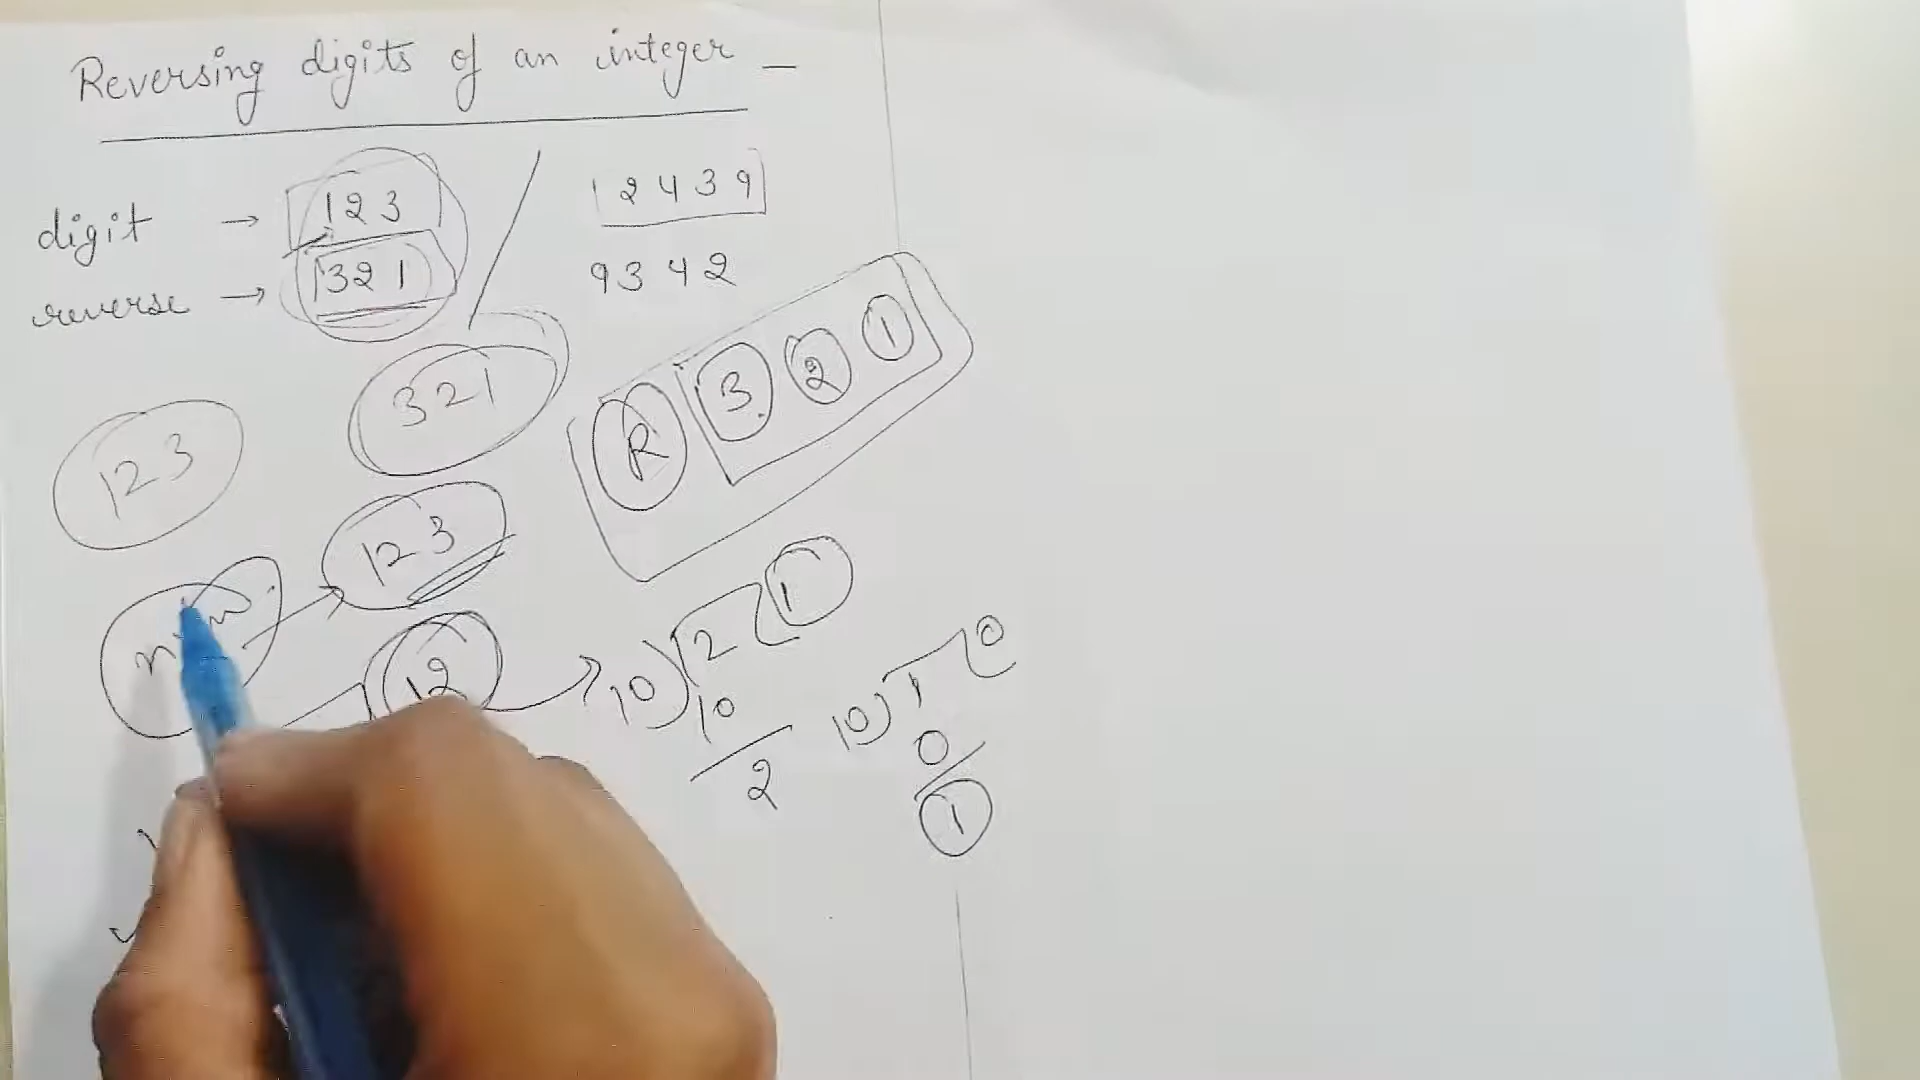 Reversing digits of an integer -
digit → 123
reverse → 321
12439
9342
R 3 2 1
321
123
123
12
10) 2 1
10
2
10) 1 0
0
1